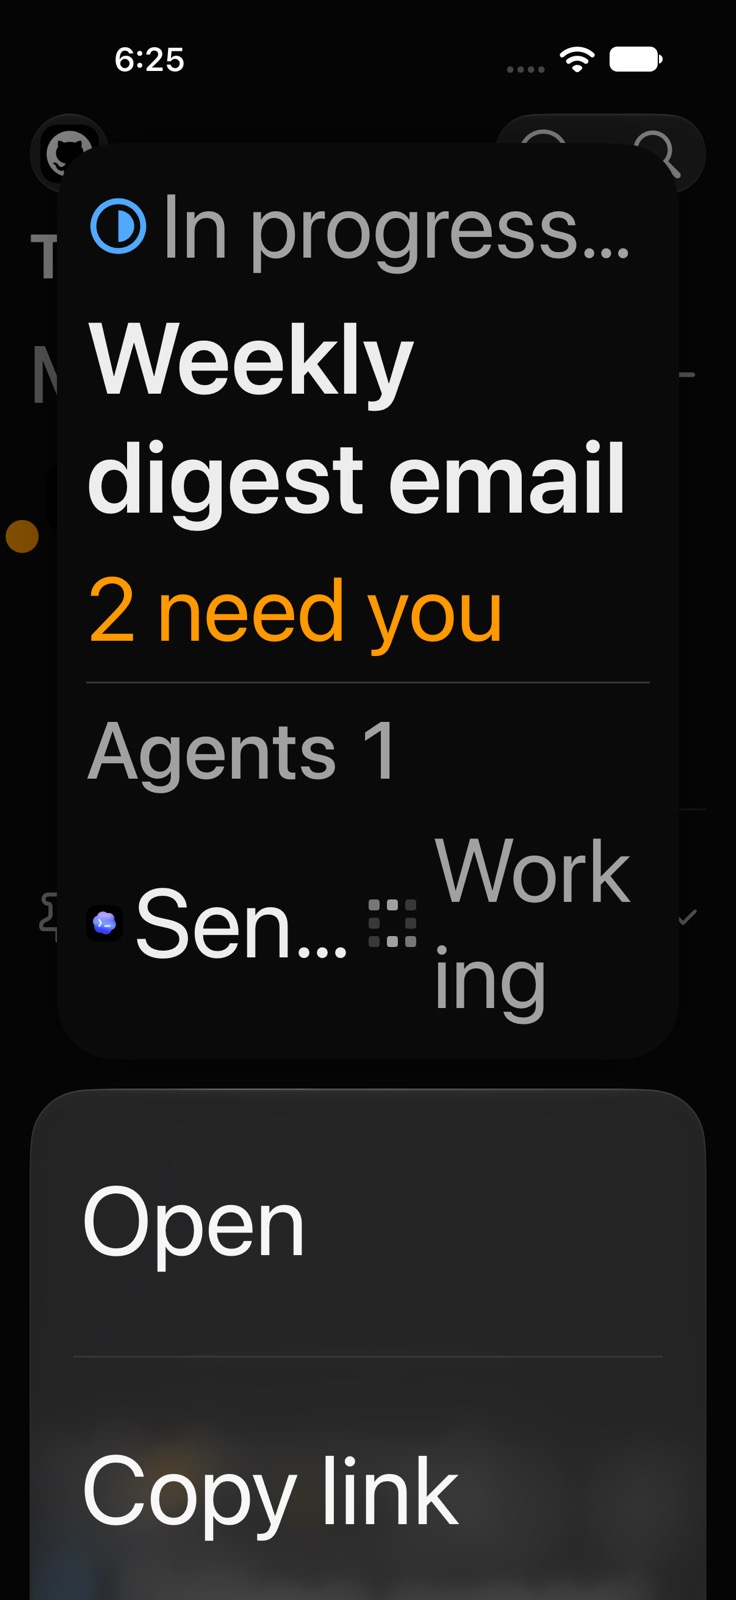 6:25
In progress...
Weekly
digest email
2 need you
Agents 1
Sen...
Work
ing
Open
Copy link